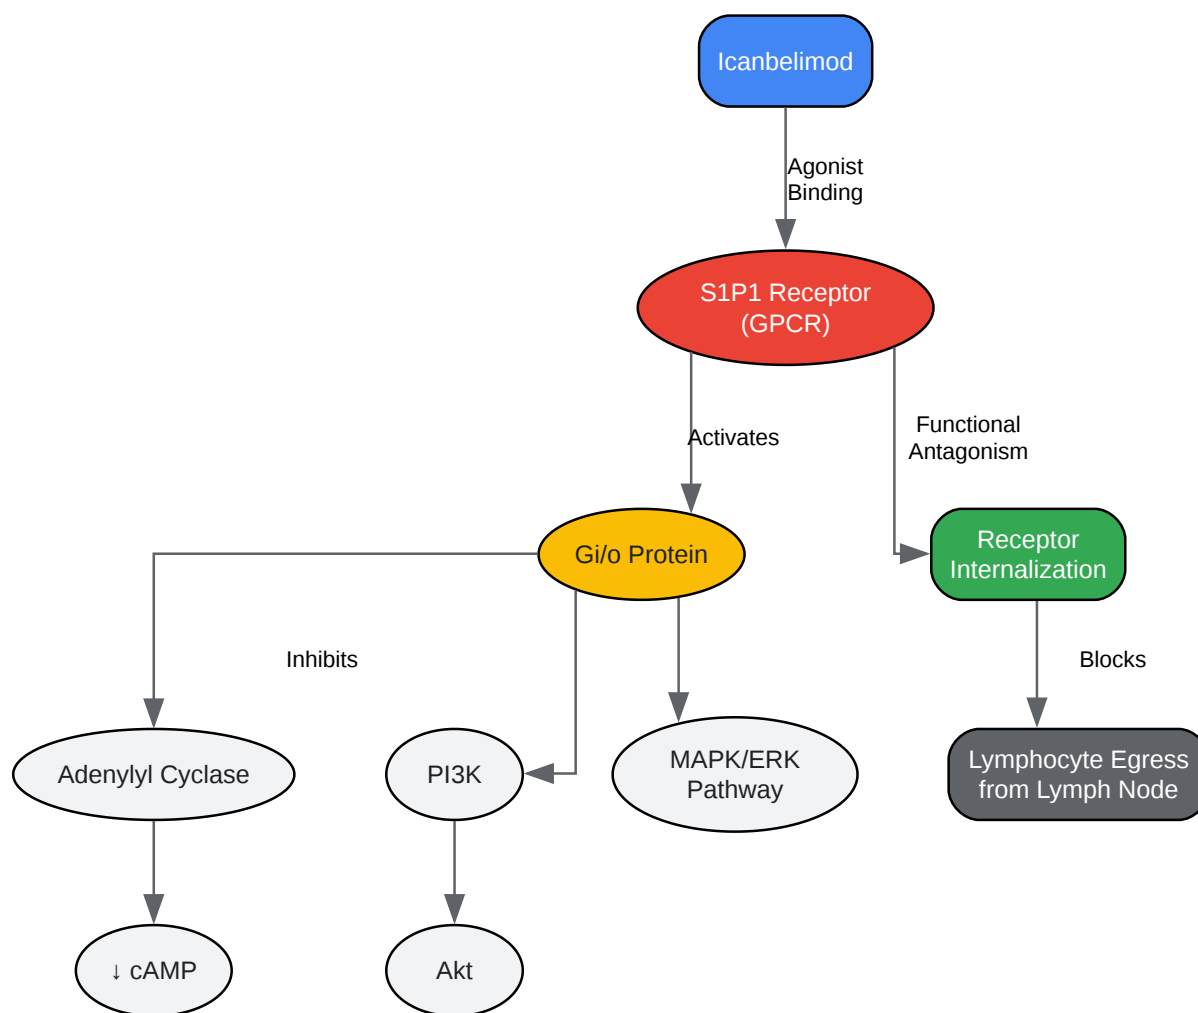 Icanbelimod
Agonist
Binding
S1P1 Receptor
(GPCR)
Activates
Functional
Antagonism
Gi/o Protein
Receptor
Internalization
Inhibits
Blocks
Adenylyl Cyclase
PI3K
MAPK/ERK
Pathway
Lymphocyte Egress
from Lymph Node
↓ cAMP
Akt